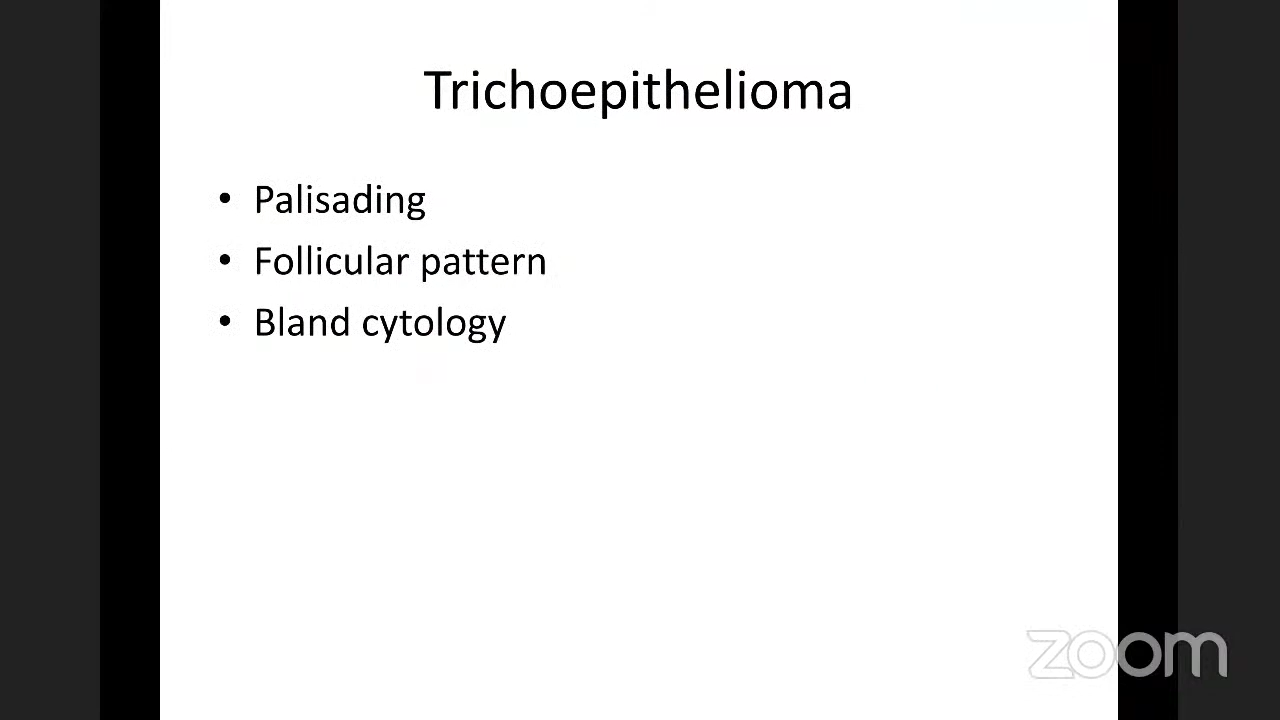 Trichoepithelioma
• Palisading
• Follicular pattern
• Bland cytology
zoom